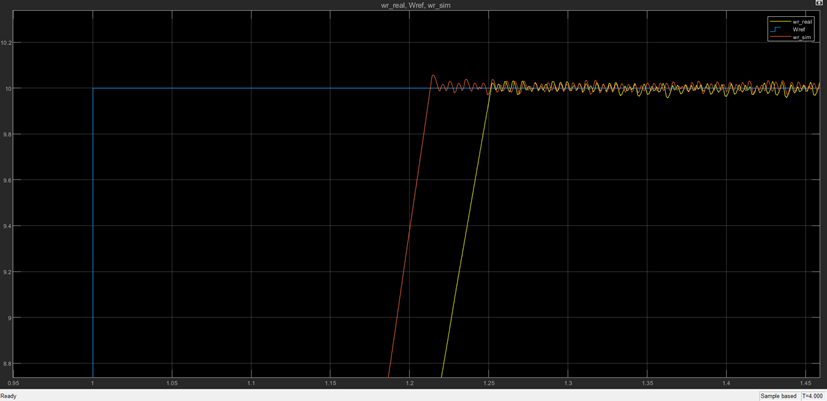 wr_real, Wref, wr_sim
wr_real
Wref
wr_sim
10.2
10
9.8
9.6
9.4
9.2
9
8.8
0.95 1 1.05 1.1 1.15 1.2 1.25 1.3 1.35 1.4 1.45
Ready Sample based T=4.000